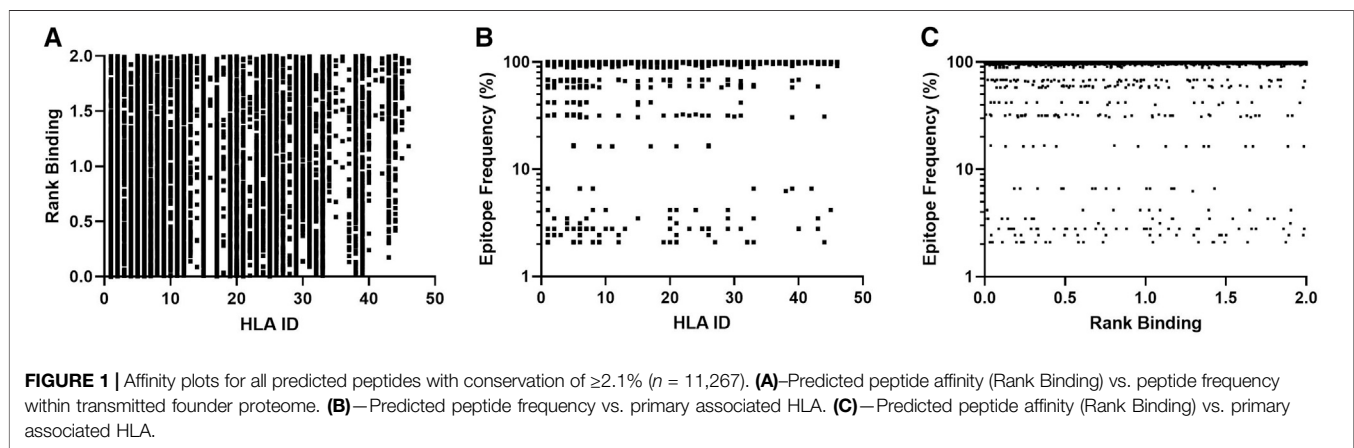 A
B
C
2.0
1.5
1.0
0.5
0.0
Rank Binding
0 10 20 30 40 50
HLA ID
100
10
1
Epitope Frequency (%)
0 10 20 30 40 50
HLA ID
100
10
1
Epitope Frequency (%)
0.0 0.5 1.0 1.5 2.0
Rank Binding
FIGURE 1 | Affinity plots for all predicted peptides with conservation of ≥2.1% (n = 11,267). (A)–Predicted peptide affinity (Rank Binding) vs. peptide frequency
within transmitted founder proteome. (B)—Predicted peptide frequency vs. primary associated HLA. (C)—Predicted peptide affinity (Rank Binding) vs. primary
associated HLA.